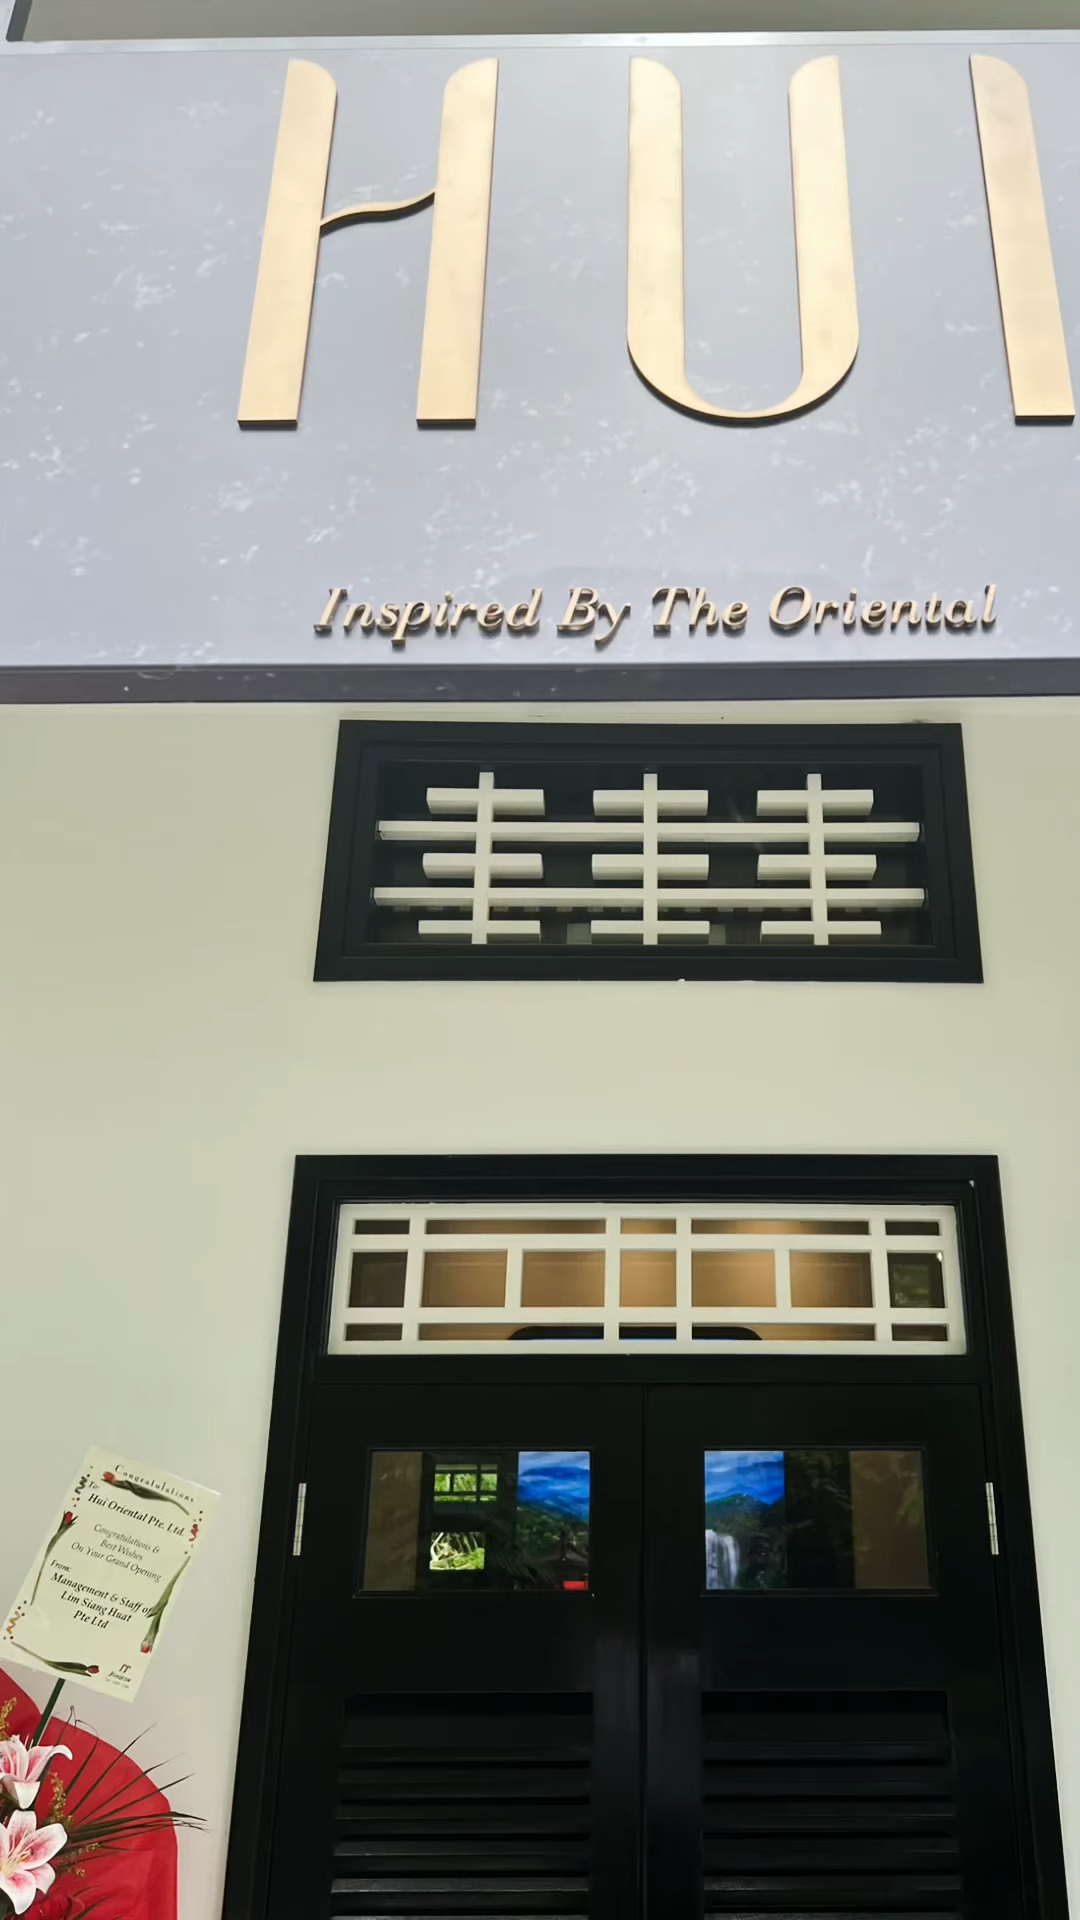 HUI
Inspired By The Oriental
Congratulations
To:
Hui Oriental Pte. Ltd.
Congratulations &
Best Wishes
On Your Grand Opening
From:
Management & Staff of
Lim Siang Huat
Pte Ltd